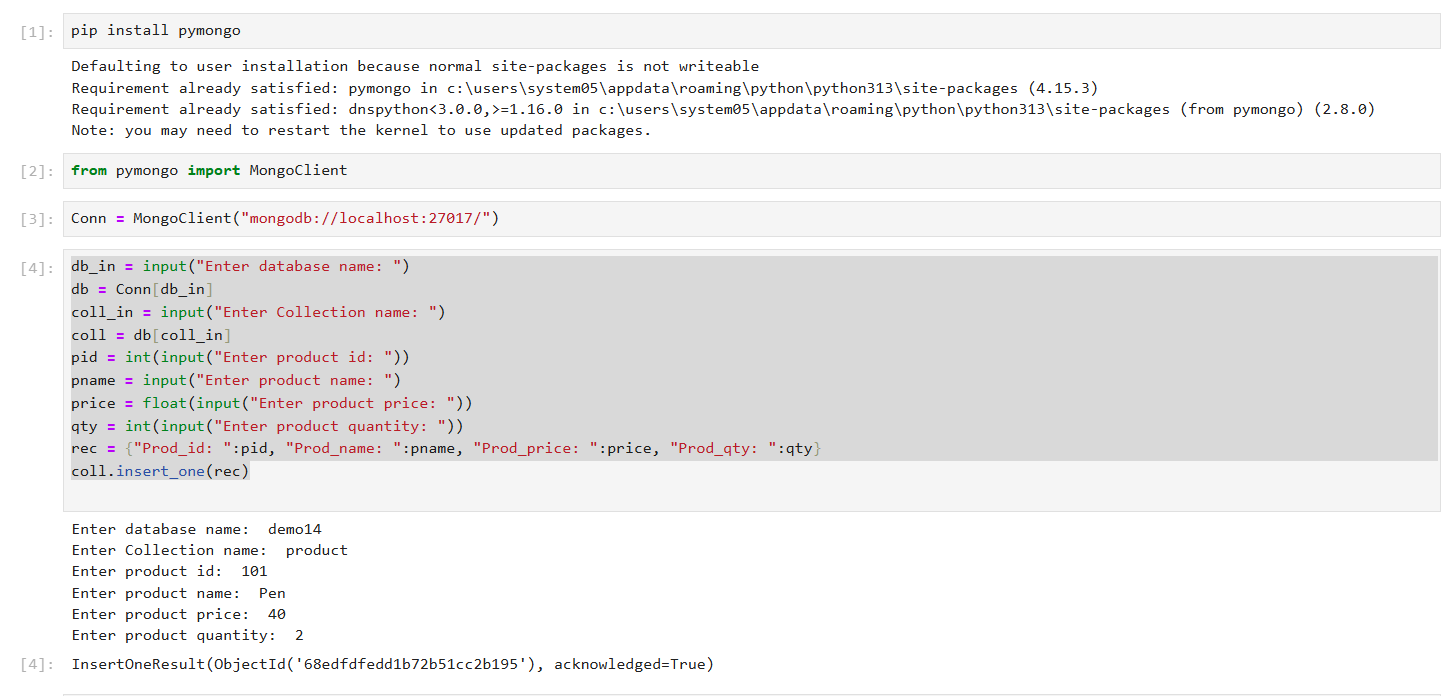 [1]: pip install pymongo
Defaulting to user installation because normal site-packages is not writeable
Requirement already satisfied: pymongo in c:\users\system05\appdata\roaming\python\python313\site-packages (4.15.3)
Requirement already satisfied: dnspython<3.0.0,>=1.16.0 in c:\users\system05\appdata\roaming\python\python313\site-packages (from pymongo) (2.8.0)
Note: you may need to restart the kernel to use updated packages.
[2]: from pymongo import MongoClient
[3]: Conn = MongoClient("mongodb://localhost:27017/")
[4]: db_in = input("Enter database name: ")
db = Conn[db_in]
coll_in = input("Enter Collection name: ")
coll = db[coll_in]
pid = int(input("Enter product id: "))
pname = input("Enter product name: ")
price = float(input("Enter product price: "))
qty = int(input("Enter product quantity: "))
rec = {"Prod_id: ":pid, "Prod_name: ":pname, "Prod_price: ":price, "Prod_qty: ":qty}
coll.insert_one(rec)
Enter database name:  demo14
Enter Collection name:  product
Enter product id:  101
Enter product name:  Pen
Enter product price:  40
Enter product quantity:  2
[4]: InsertOneResult(ObjectId('68edfdfedd1b72b51cc2b195'), acknowledged=True)